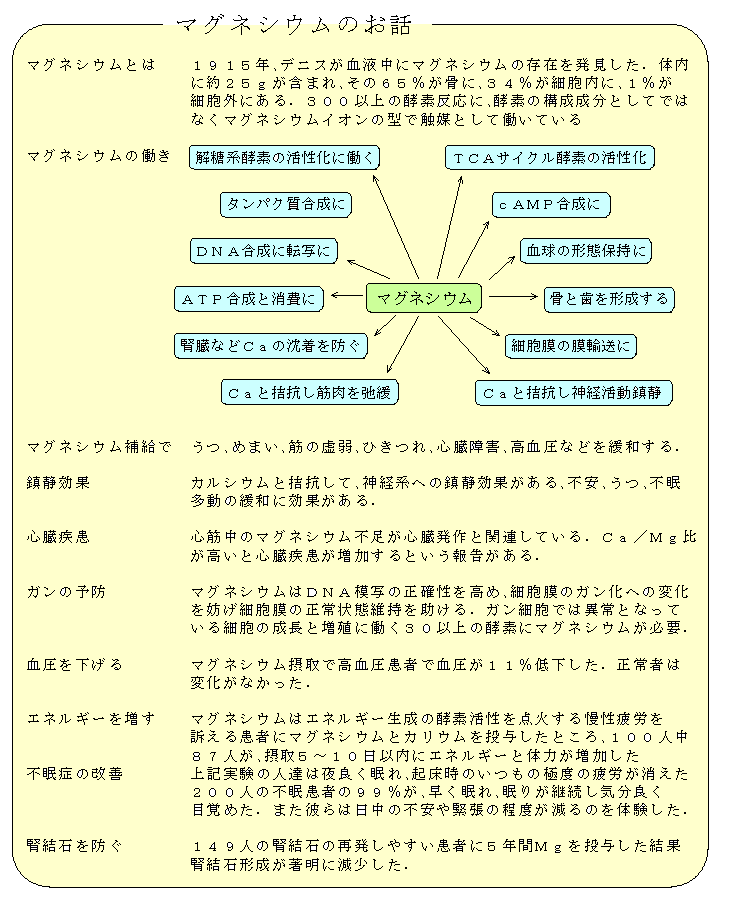 マグネシウムのお話
マグネシウムとは　１９１５年、デニスが血液中にマグネシウムの存在を発見した．体内
に約２５ｇが含まれ、その６５％が骨に、３４％が細胞内に、１％が
細胞外にある．３００以上の酵素反応に、酵素の構成成分としてでは
なくマグネシウムイオンの型で触媒として働いている
マグネシウムの働き　解糖系酵素の活性化に働く　ＴＣＡサイクル酵素の活性化
タンパク質合成に　ｃＡＭＰ合成に
ＤＮＡ合成に転写に　血球の形態保持に
ＡＴＰ合成と消費に　マグネシウム　骨と歯を形成する
腎臓などＣａの沈着を防ぐ　細胞膜の膜輸送に
Ｃａと拮抗し筋肉を弛緩　Ｃａと拮抗し神経活動鎮静
マグネシウム補給で　うつ、めまい、筋の虚弱、ひきつれ、心臓障害、高血圧などを緩和する．
鎮静効果　カルシウムと拮抗して、神経系への鎮静効果がある、不安、うつ、不眠
多動の緩和に効果がある．
心臓疾患　心筋中のマグネシウム不足が心臓発作と関連している．Ｃａ／Ｍｇ比
が高いと心臓疾患が増加するという報告がある．
ガンの予防　マグネシウムはＤＮＡ模写の正確性を高め、細胞膜のガン化への変化
を妨げ細胞膜の正常状態維持を助ける．ガン細胞では異常となって
いる細胞の成長と増殖に働く３０以上の酵素にマグネシウムが必要．
血圧を下げる　マグネシウム摂取で高血圧患者で血圧が１１％低下した．正常者は
変化がなかった．
エネルギーを増す　マグネシウムはエネルギー生成の酵素活性を点火する慢性疲労を
訴える患者にマグネシウムとカリウムを投与したところ、１００人中
８７人が、摂取５～１０日以内にエネルギーと体力が増加した
不眠症の改善　上記実験の人達は夜良く眠れ、起床時のいつもの極度の疲労が消えた
２００人の不眠患者の９９％が、早く眠れ、眠りが継続し気分良く
目覚めた．また彼らは日中の不安や緊張の程度が減るのを体験した．
腎結石を防ぐ　１４９人の腎結石の再発しやすい患者に５年間Ｍｇを投与した結果
腎結石形成が著明に減少した．